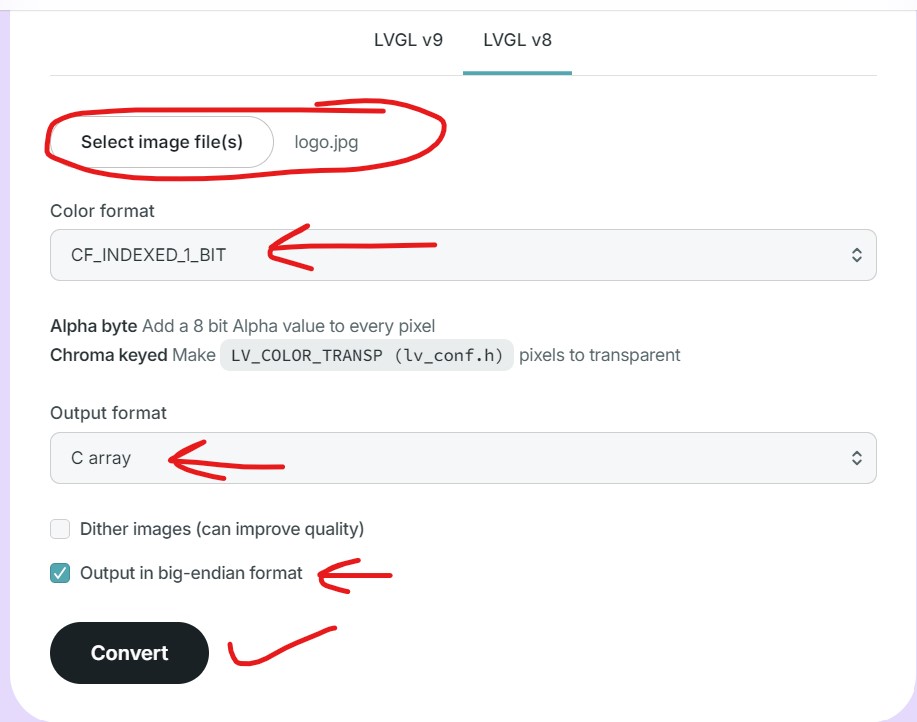 LVGL v9 LVGL v8
Select image file(s) logo.jpg
Color format
CF_INDEXED_1_BIT
Alpha byte Add a 8 bit Alpha value to every pixel
Chroma keyed Make LV_COLOR_TRANSP (lv_conf.h) pixels to transparent
Output format
C array
Dither images (can improve quality)
Output in big-endian format
Convert